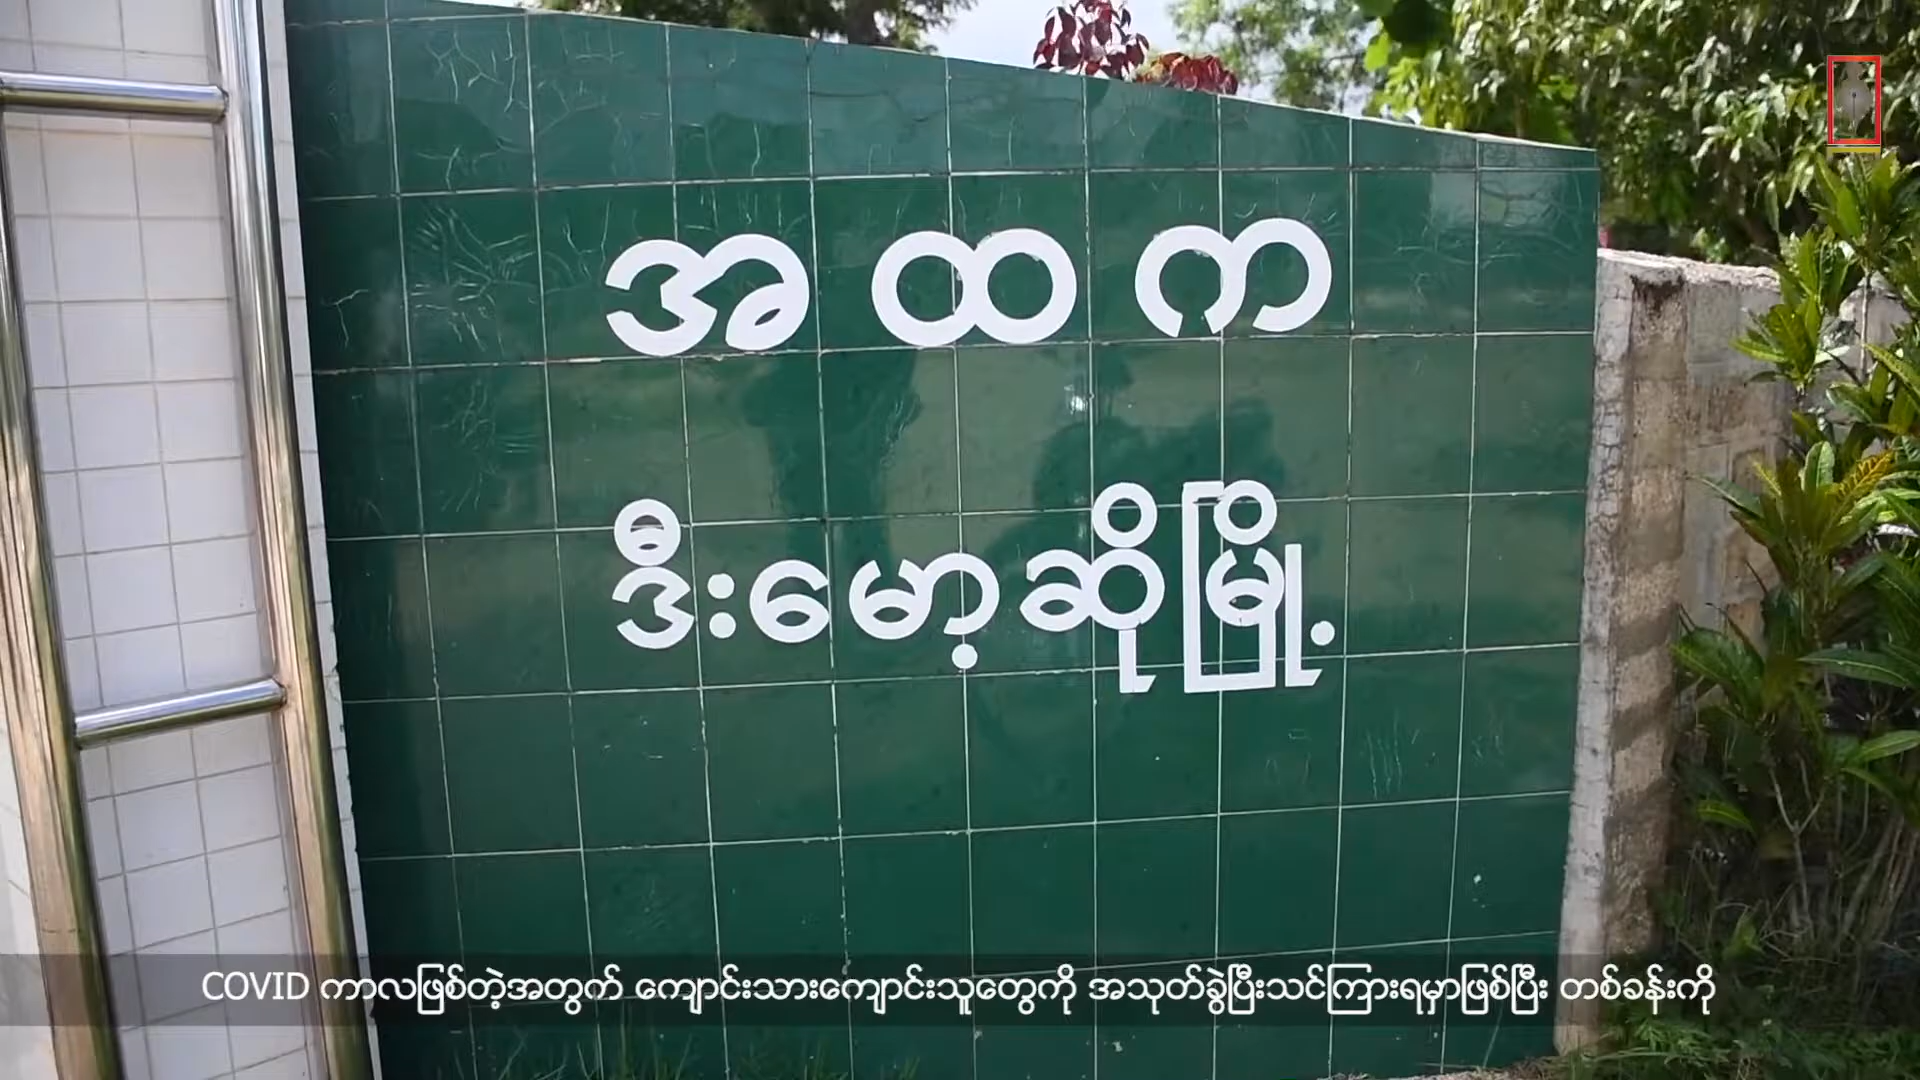 အ ထ က
ဒီးမော့ဆိုမြို့
COVID ကာလဖြစ်တဲ့အတွက် ကျောင်းသားကျောင်းသူတွေကို အသုတ်ခွဲပြီးသင်ကြားရမှာဖြစ်ပြီး တစ်ခန်းကို